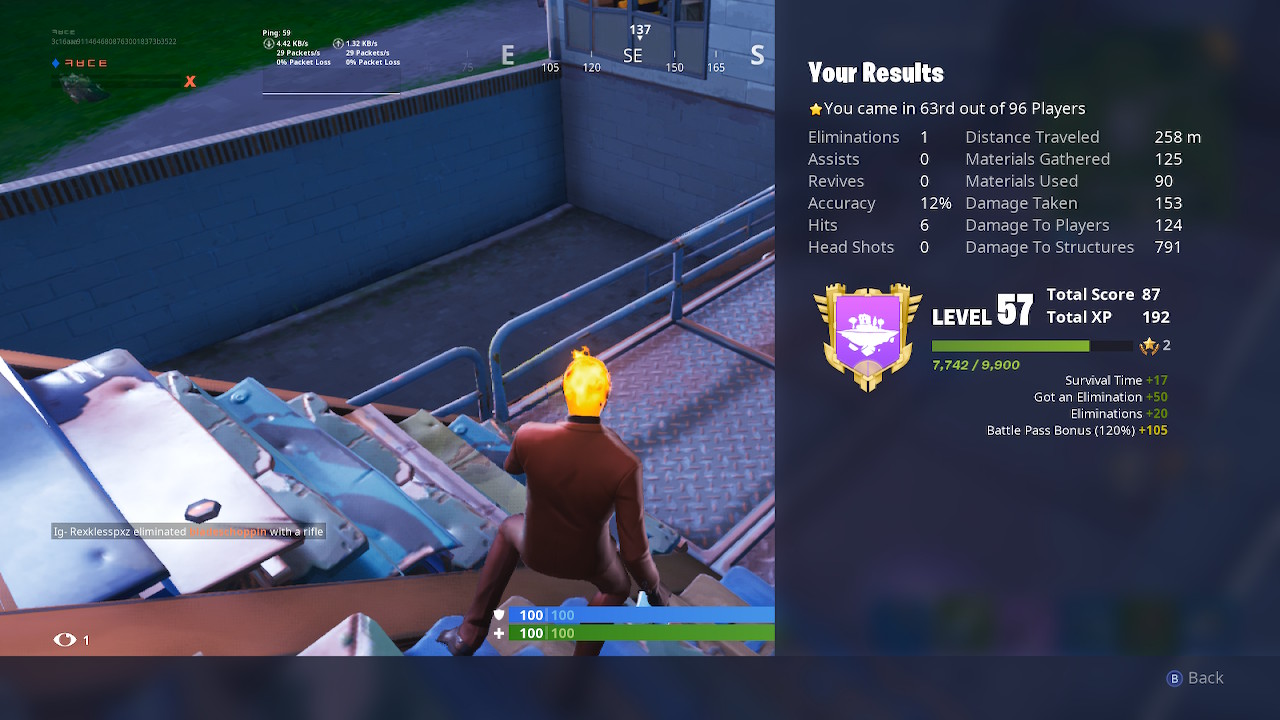 ЯUCE
Ping: 59
4.42 KB/s 1.32 KB/s
29 Packets/s 29 Packets/s
0% Packet Loss 0% Packet Loss
137
75 E 105 120 SE 150 165 S
X
Your Results
You came in 63rd out of 96 Players
Eliminations 1 Distance Traveled 258 m
Assists 0 Materials Gathered 125
Revives 0 Materials Used 90
Accuracy 12% Damage Taken 153
Hits 6 Damage To Players 124
Head Shots 0 Damage To Structures 791
LEVEL 57 Total Score 87
Total XP 192
2
7,742 / 9,900
Survival Time +17
Got an Elimination +50
Eliminations +20
Battle Pass Bonus (120%) +105
Ig- Rexklesspxz eliminated with a rifle
100 | 100
100 | 100
1
B Back